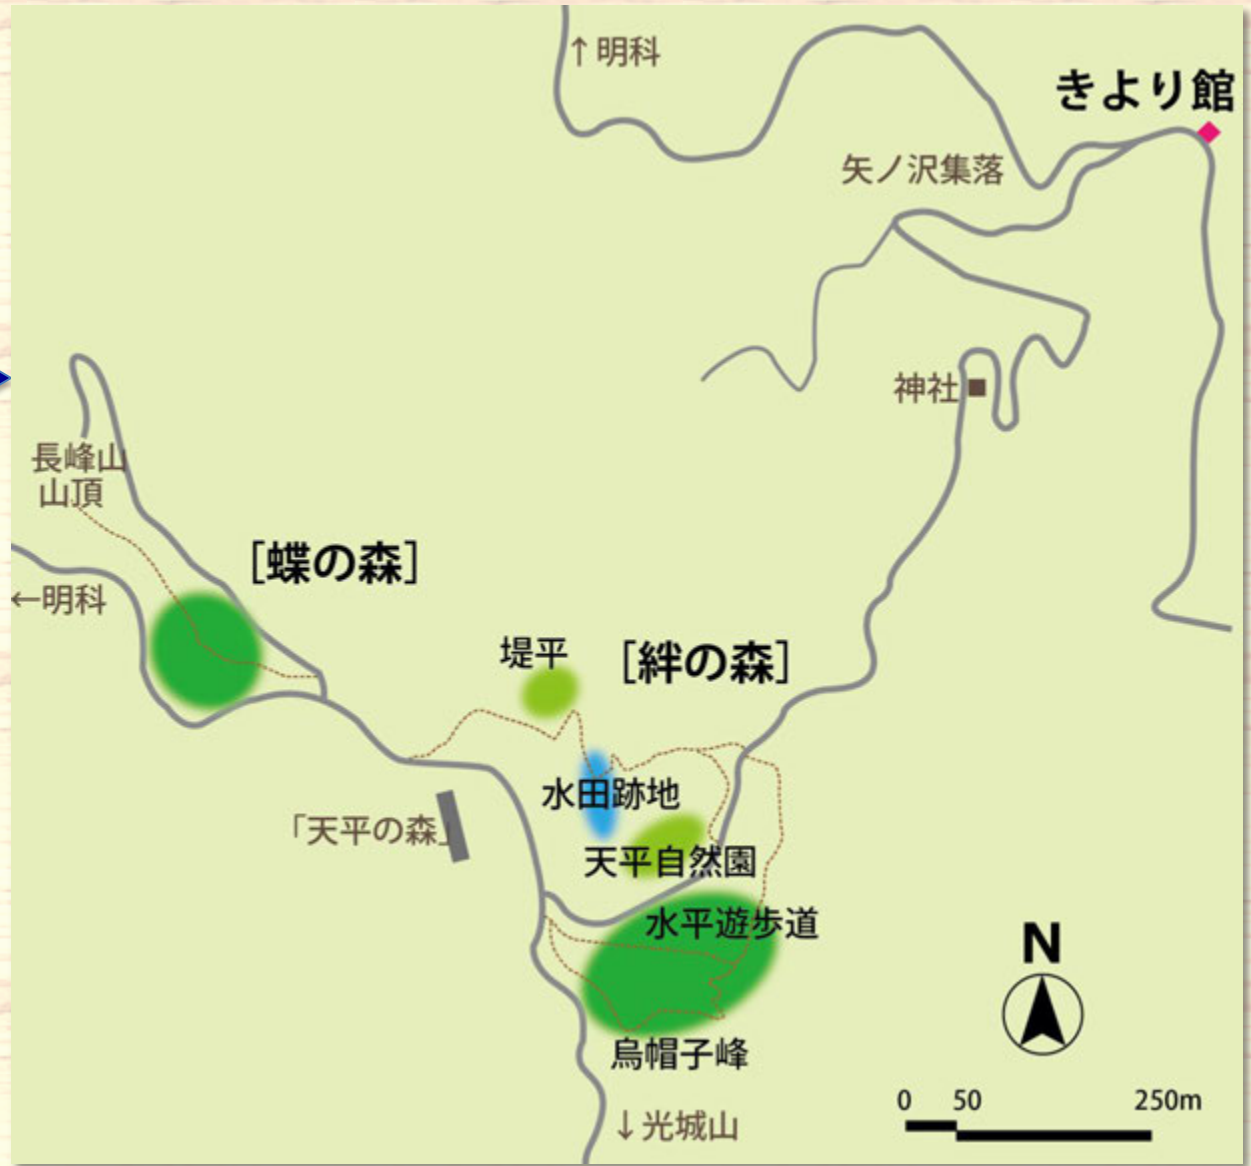 ↑明科
きより館
矢ノ沢集落
神社
長峰山
山頂
[蝶の森]
←明科
堤平
[絆の森]
水田跡地
「天平の森」
天平自然園
水平遊歩道
N
烏帽子峰
0 50 250m
↓光城山